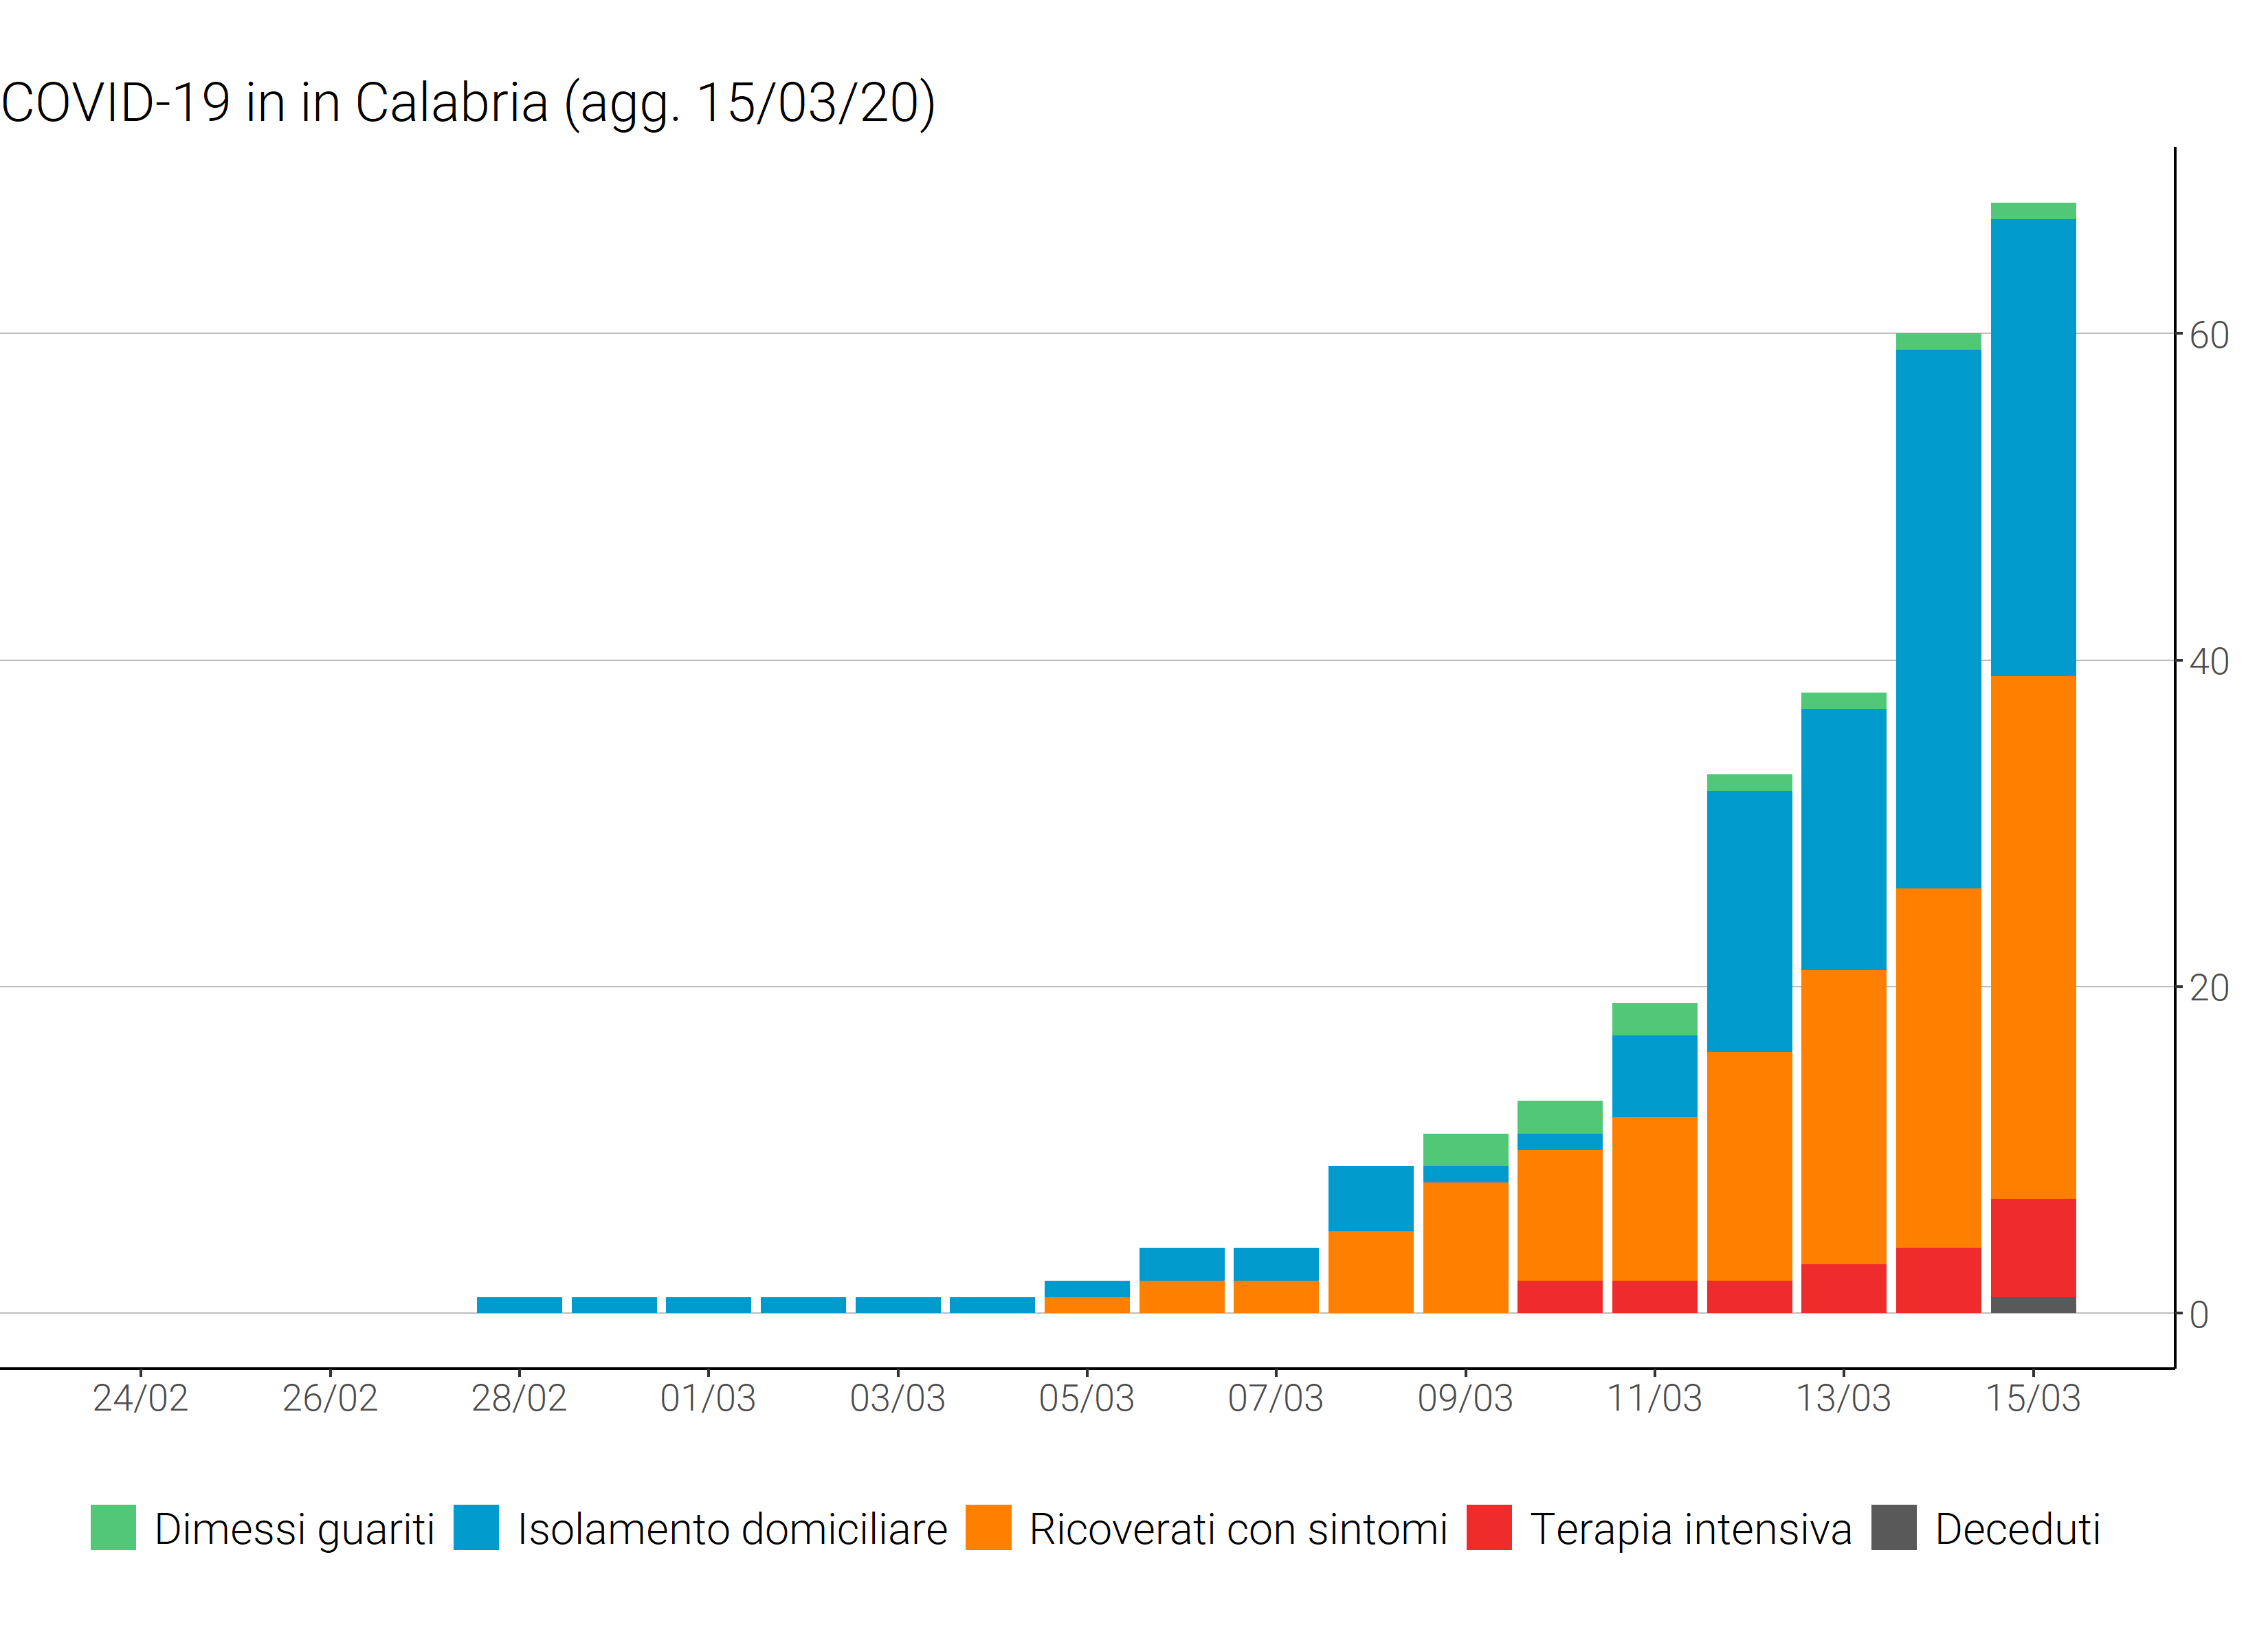 COVID-19 in in Calabria (agg. 15/03/20)
60
40
20
0
24/02 26/02 28/02 01/03 03/03 05/03 07/03 09/03 11/03 13/03 15/03
Dimessi guariti Isolamento domiciliare Ricoverati con sintomi Terapia intensiva Deceduti